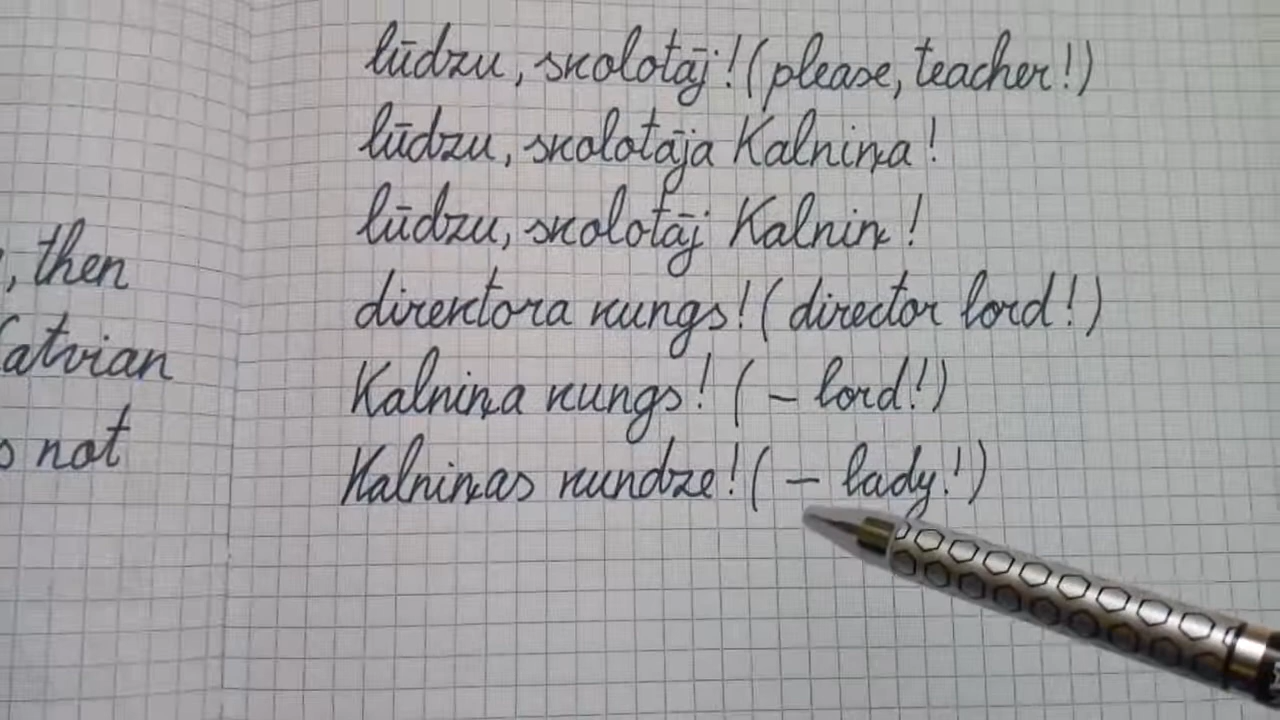 lūdzu, skolotāj! (please, teacher!)
lūdzu, skolotāja Kalniņa!
lūdzu, skolotāj Kalniņ!
, then
direktora kungs! (director lord!)
atvian
Kalniņa kungs! (– lord!)
not
Kalniņas kundze! (– lady!)